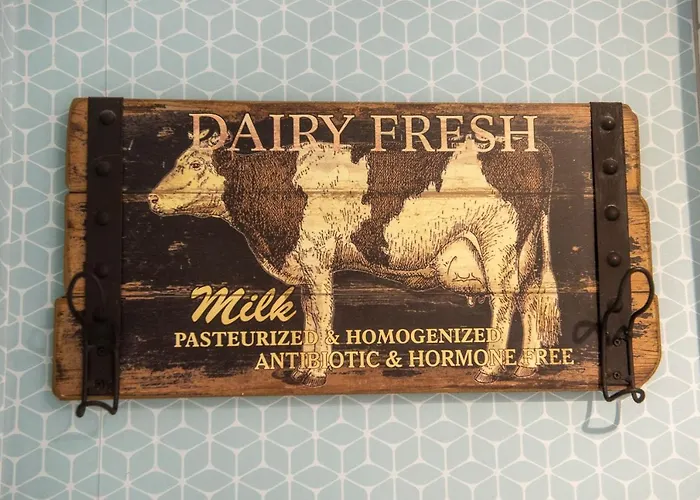 DAIRY FRESH
Milk
PASTEURIZED & HOMOGENIZED
ANTIBIOTIC & HORMONE FREE